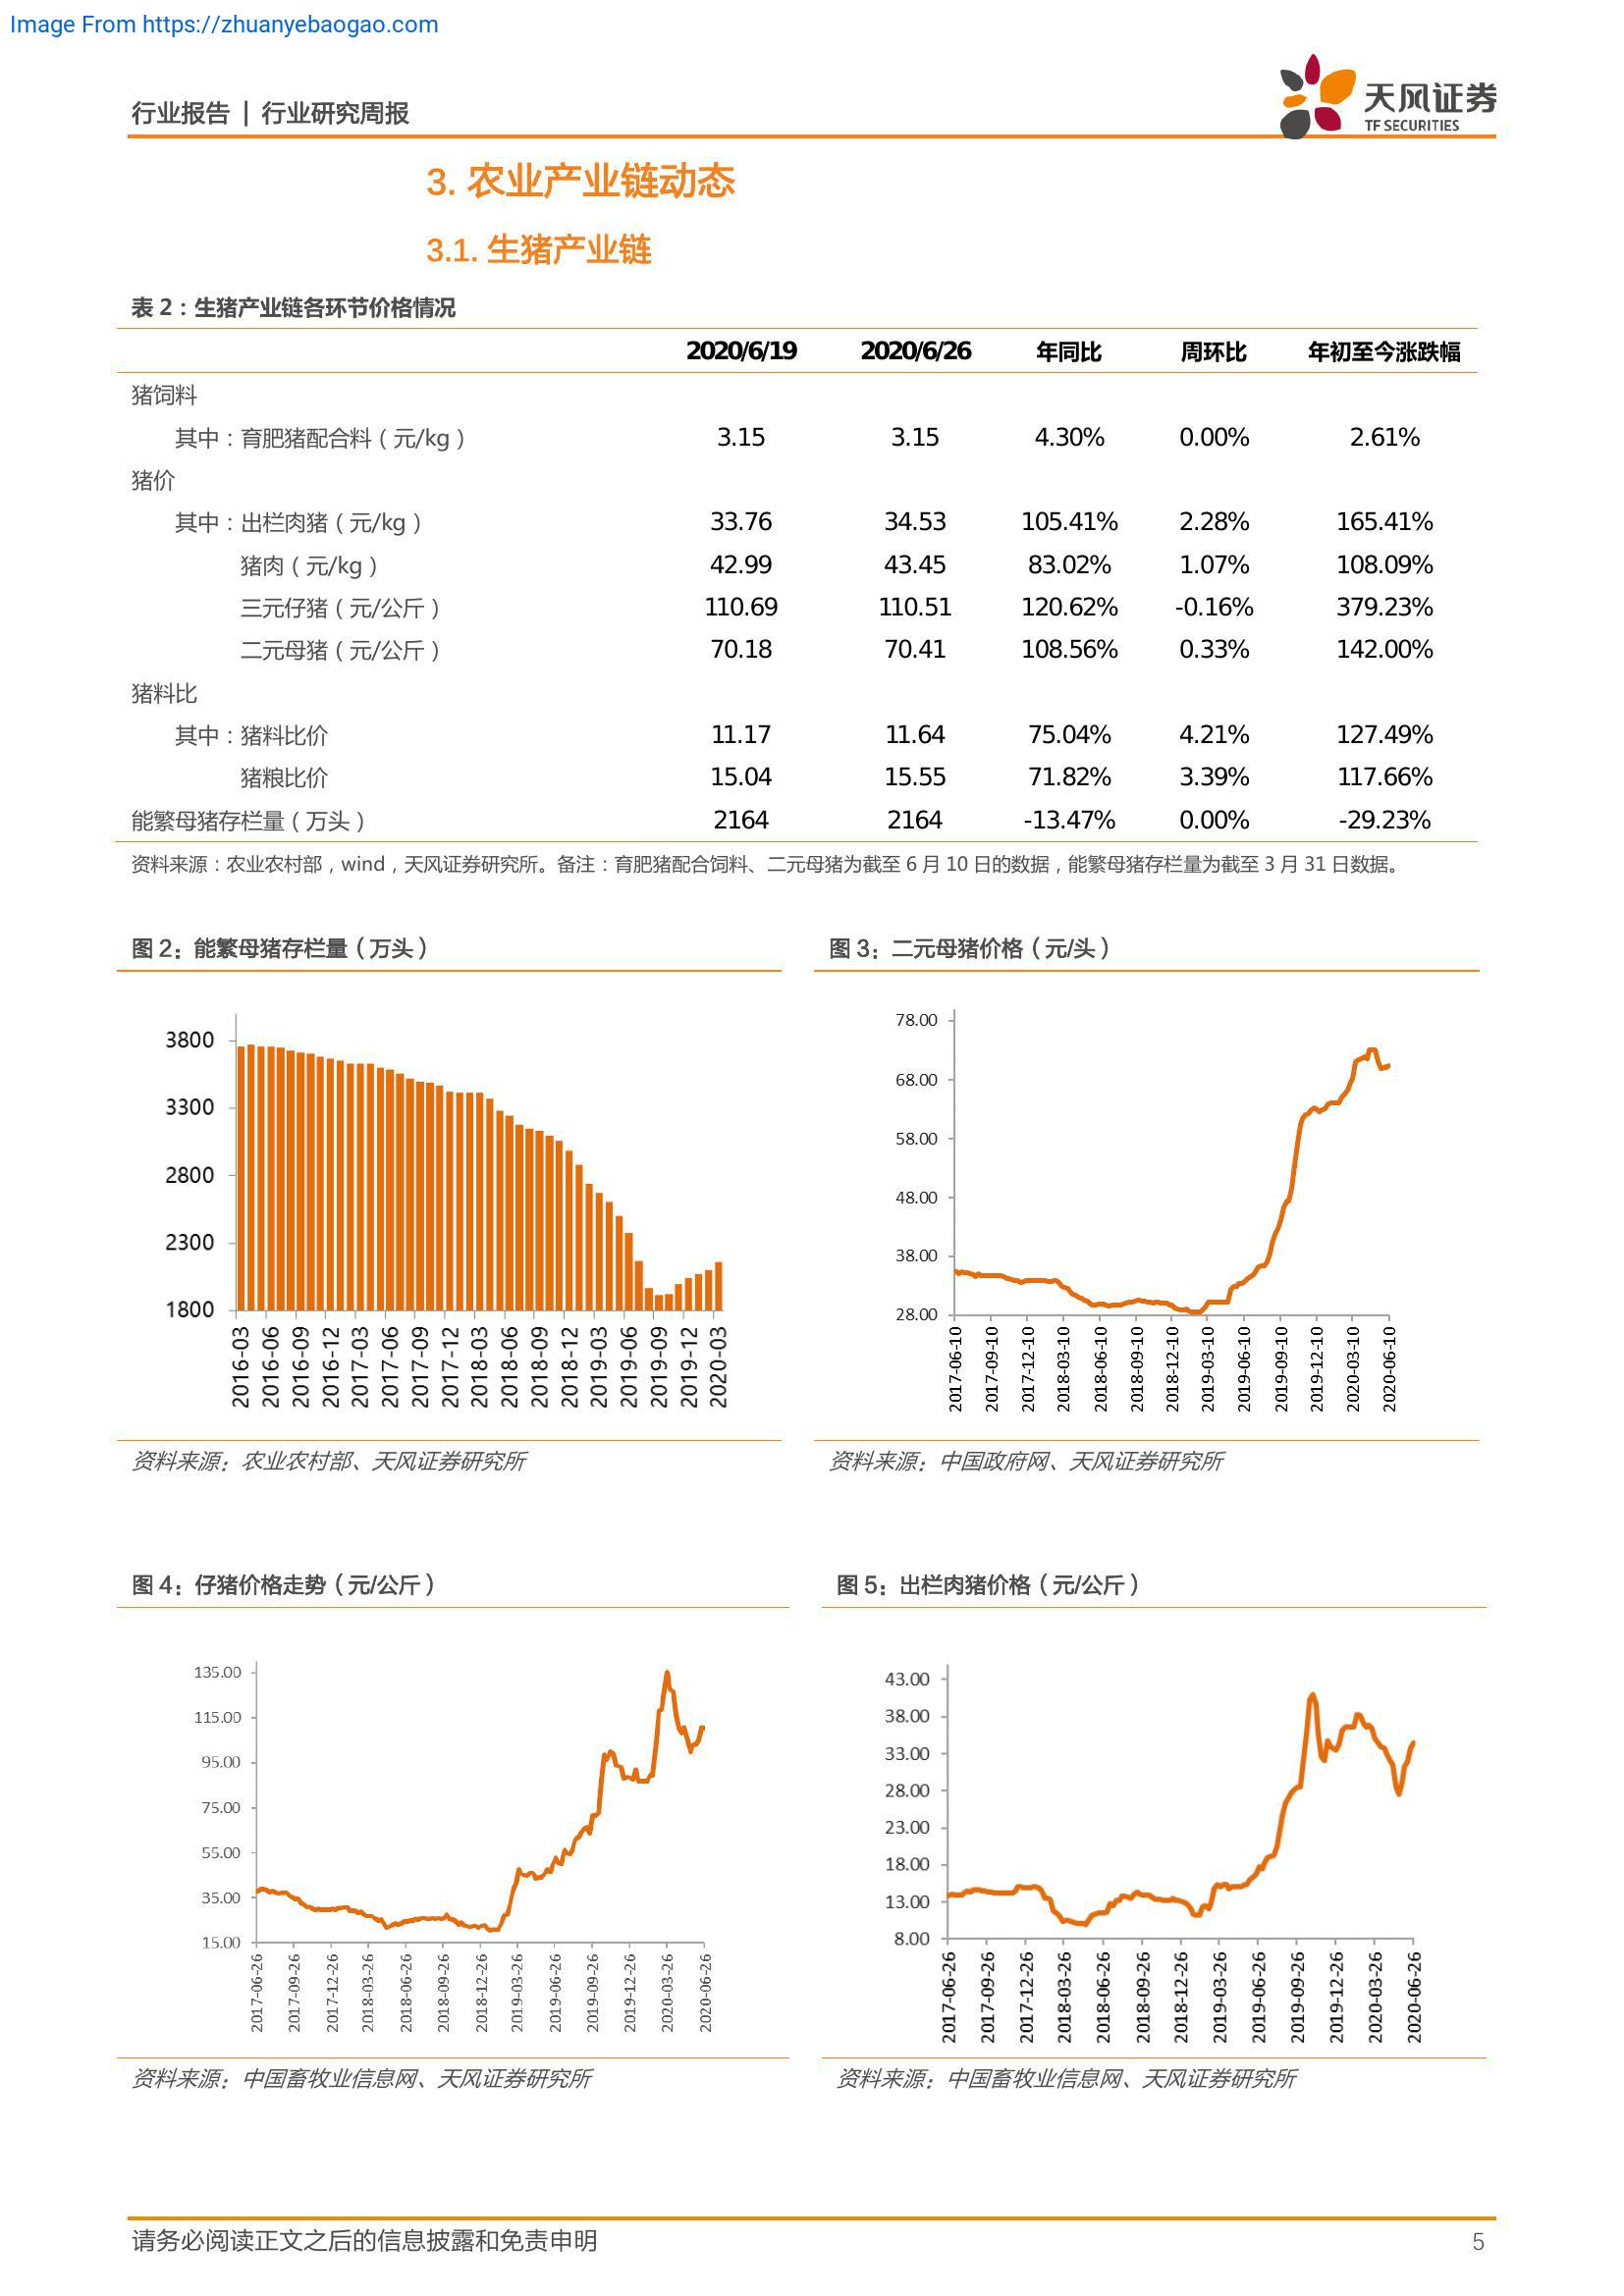 Image From https://zhuanyebaogao.com
行业报告 | 行业研究周报
天风证券
TF SECURITIES
3. 农业产业链动态
3.1. 生猪产业链
表 2：生猪产业链各环节价格情况
2020/6/19 2020/6/26 年同比 周环比 年初至今涨跌幅
猪饲料
其中：育肥猪配合料（元/kg） 3.15 3.15 4.30% 0.00% 2.61%
猪价
其中：出栏肉猪（元/kg） 33.76 34.53 105.41% 2.28% 165.41%
猪肉（元/kg） 42.99 43.45 83.02% 1.07% 108.09%
三元仔猪（元/公斤） 110.69 110.51 120.62% -0.16% 379.23%
二元母猪（元/公斤） 70.18 70.41 108.56% 0.33% 142.00%
猪料比
其中：猪料比价 11.17 11.64 75.04% 4.21% 127.49%
猪粮比价 15.04 15.55 71.82% 3.39% 117.66%
能繁母猪存栏量（万头） 2164 2164 -13.47% 0.00% -29.23%
资料来源：农业农村部，wind，天风证券研究所。备注：育肥猪配合饲料、二元母猪为截至 6 月 10 日的数据，能繁母猪存栏量为截至 3 月 31 日数据。
图 2：能繁母猪存栏量（万头）
3800
3300
2800
2300
1800
2016-03 2016-06 2016-09 2016-12 2017-03 2017-06 2017-09 2017-12 2018-03 2018-06 2018-09 2018-12 2019-03 2019-06 2019-09 2019-12 2020-03
资料来源：农业农村部、天风证券研究所
图 3：二元母猪价格（元/头）
78.00
68.00
58.00
48.00
38.00
28.00
2017-06-10 2017-09-10 2017-12-10 2018-03-10 2018-06-10 2018-09-10 2018-12-10 2019-03-10 2019-06-10 2019-09-10 2019-12-10 2020-03-10 2020-06-10
资料来源：中国政府网、天风证券研究所
图 4：仔猪价格走势（元/公斤）
135.00
115.00
95.00
75.00
55.00
35.00
15.00
2017-06-26 2017-09-26 2017-12-26 2018-03-26 2018-06-26 2018-09-26 2018-12-26 2019-03-26 2019-06-26 2019-09-26 2019-12-26 2020-03-26 2020-06-26
资料来源：中国畜牧业信息网、天风证券研究所
图 5：出栏肉猪价格（元/公斤）
43.00
38.00
33.00
28.00
23.00
18.00
13.00
8.00
2017-06-26 2017-09-26 2017-12-26 2018-03-26 2018-06-26 2018-09-26 2018-12-26 2019-03-26 2019-06-26 2019-09-26 2019-12-26 2020-03-26 2020-06-26
资料来源：中国畜牧业信息网、天风证券研究所
请务必阅读正文之后的信息披露和免责申明 5